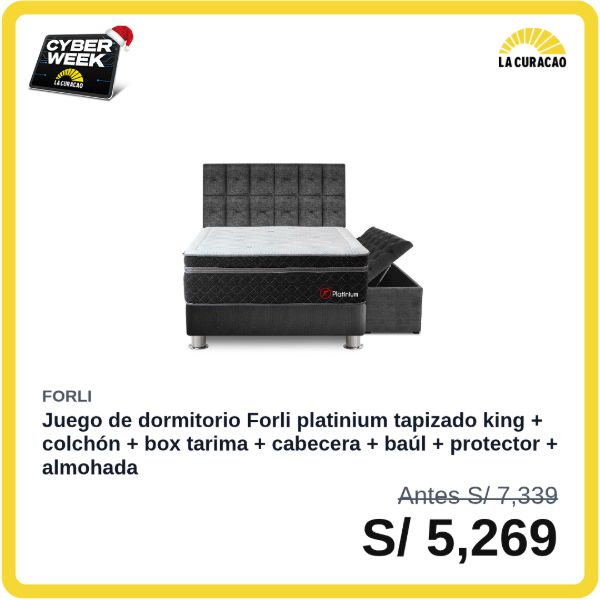 CYBER
WEEK
LA CURACAO
LA CURACAO
Platinium
FORLI
Juego de dormitorio Forli platinium tapizado king +
colchón + box tarima + cabecera + baúl + protector +
almohada
Antes S/ 7,339
S/ 5,269